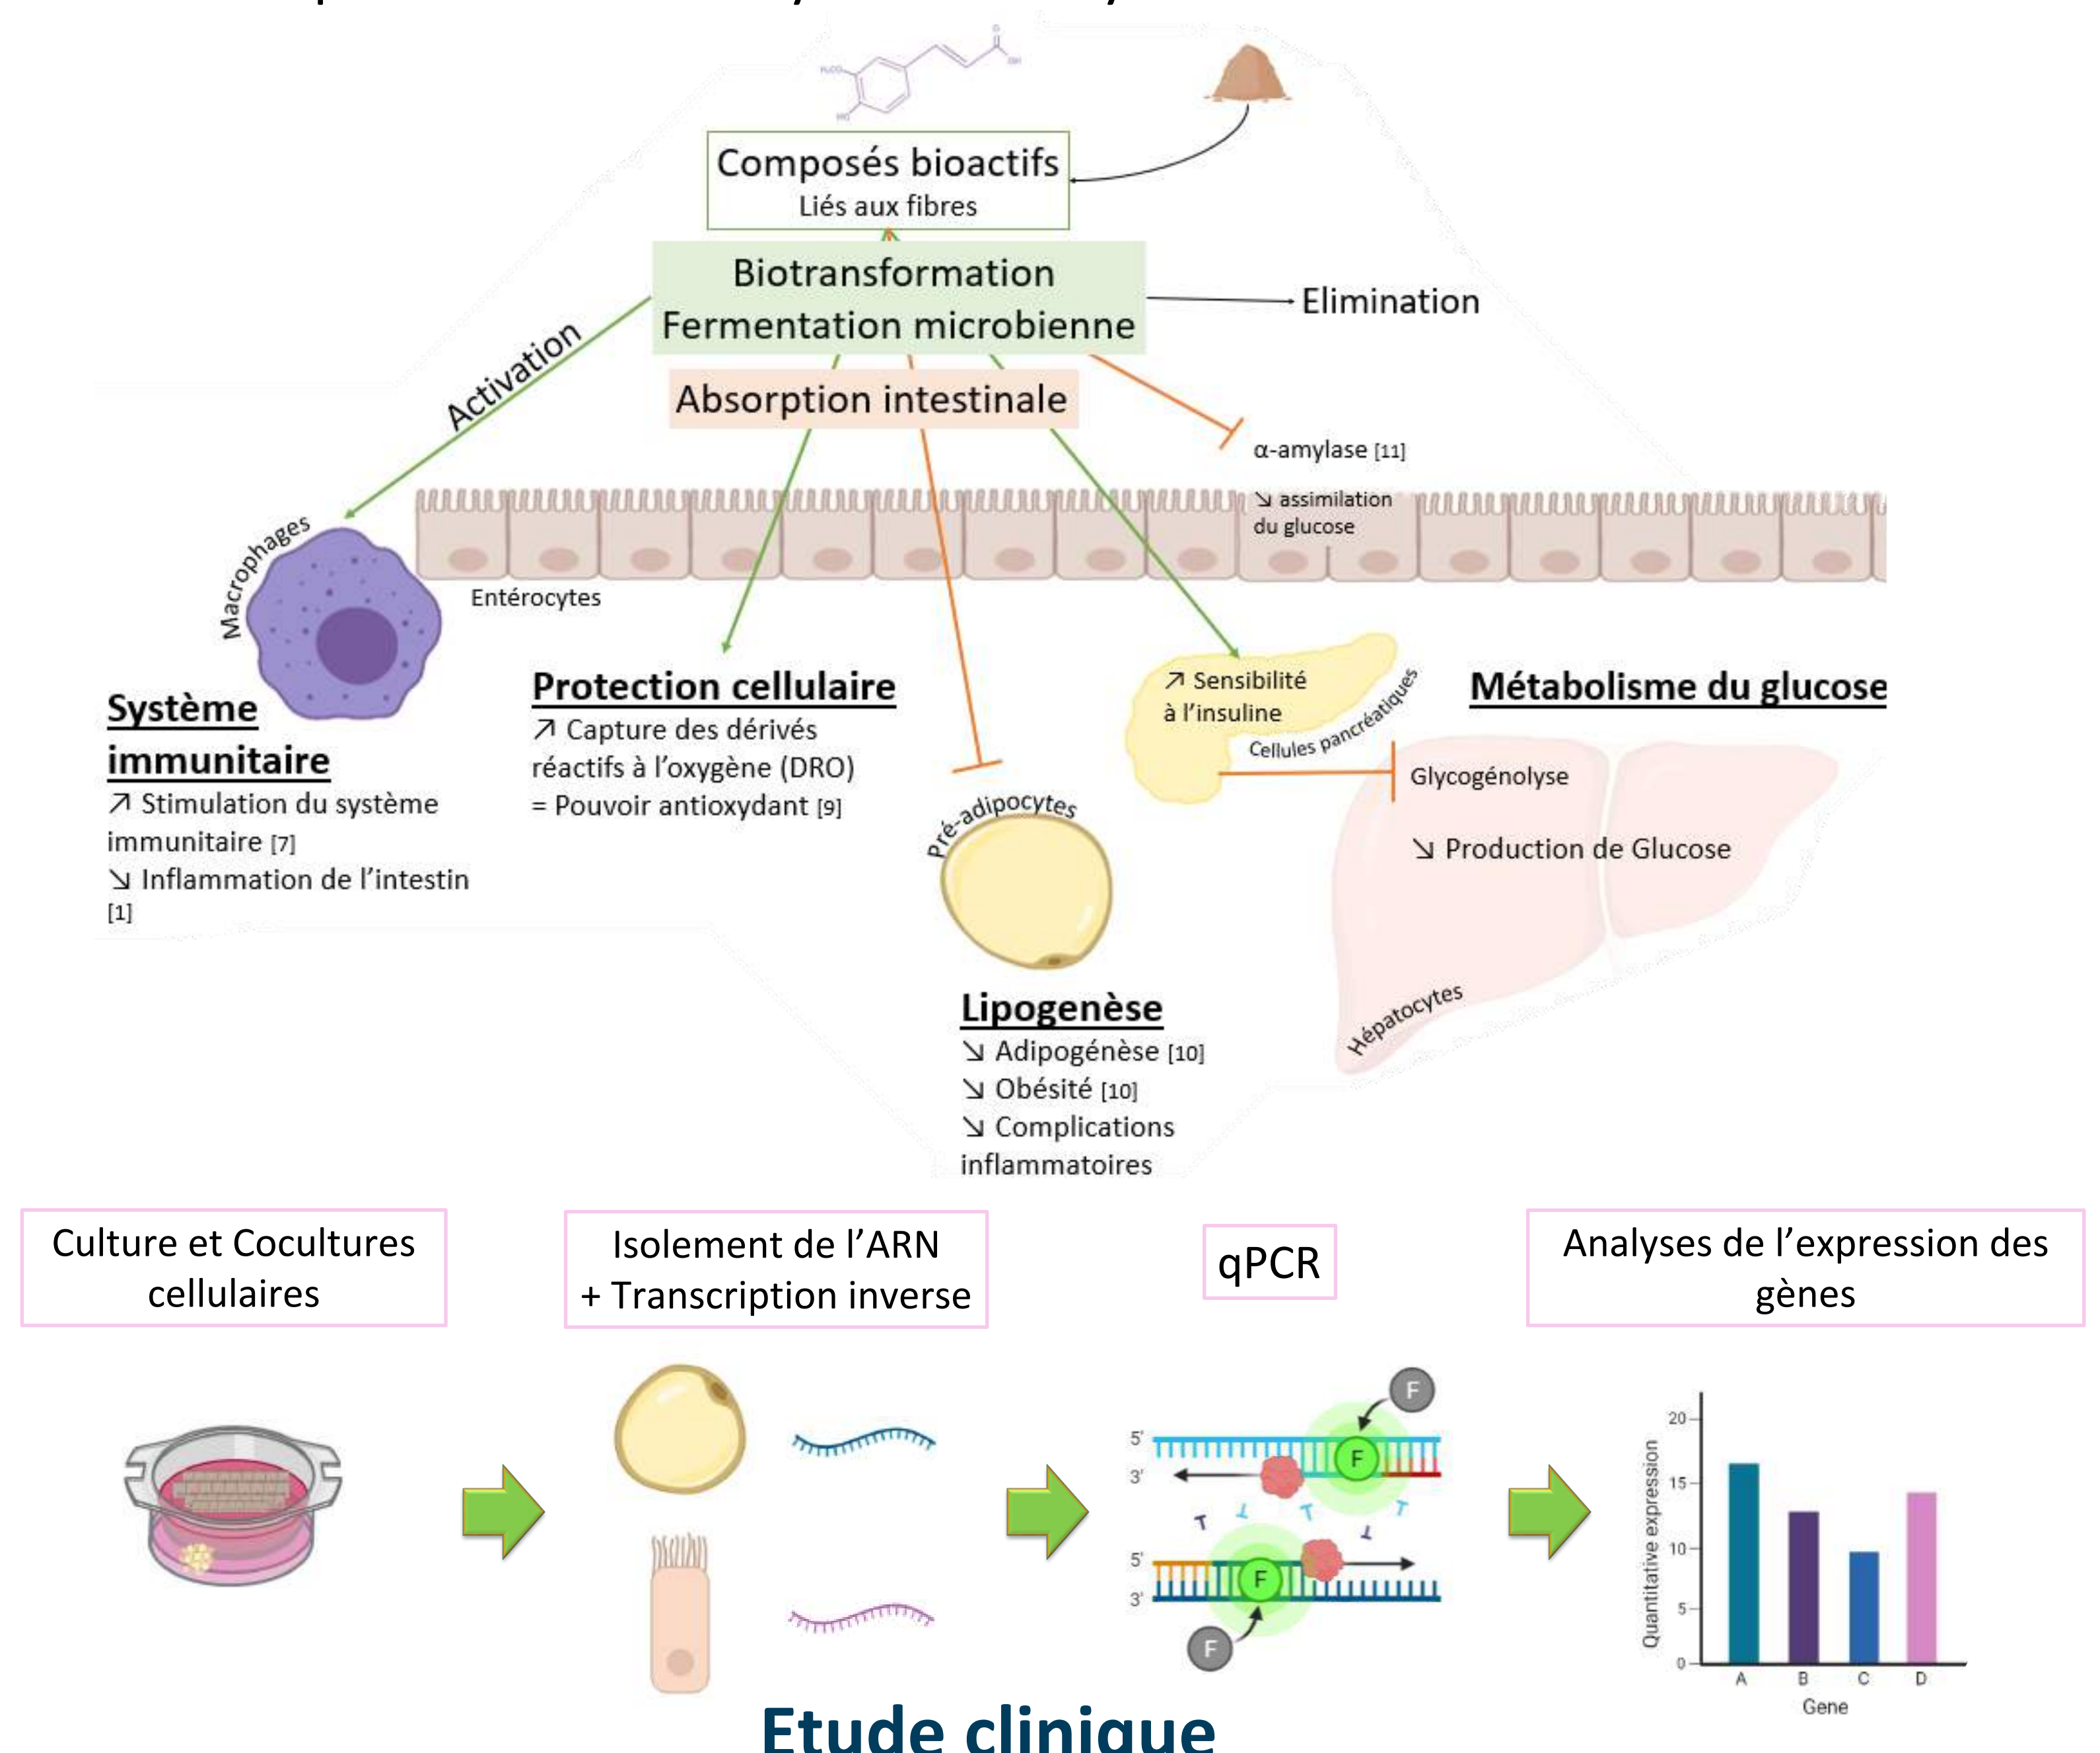 H₃CO
O
OH
HO
Composés bioactifs
Liés aux fibres
Biotransformation
Fermentation microbienne
Elimination
Activation
Absorption intestinale
α-amylase [11]
↘ assimilation
du glucose
Macrophages
Entérocytes
Système
immunitaire
↗ Stimulation du système
immunitaire [7]
↘ Inflammation de l’intestin
[1]
Protection cellulaire
↗ Capture des dérivés
réactifs à l’oxygène (DRO)
= Pouvoir antioxydant [9]
↗ Sensibilité
à l’insuline
Cellules pancréatiques
Métabolisme du glucose
Glycogénolyse
↘ Production de Glucose
Hépatocytes
Pré-adipocytes
Lipogenèse
↘ Adipogénèse [10]
↘ Obésité [10]
↘ Complications
inflammatoires
Culture et Cocultures
cellulaires
Isolement de l’ARN
+ Transcription inverse
qPCR
Analyses de l’expression des
gènes
F
5'
F
3'
5'
F
3'
F
Quantitative expression
20
15
10
5
0
A B C D
Gene
Etude clinique